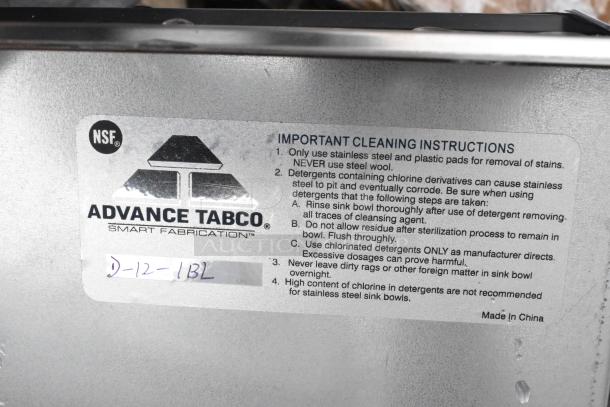 NSF®
ADVANCE TABCO®
SMART FABRICATION™
D-12-1BL
IMPORTANT CLEANING INSTRUCTIONS
1. Only use stainless steel and plastic pads for removal of stains.
NEVER use steel wool.
2. Detergents containing chlorine derivatives can cause stainless
steel to pit and eventually corrode. Be sure when using
detergents that the following steps are taken:
A. Rinse sink bowl thoroughly after use of detergent removing
all traces of cleansing agent.
B. Do not allow residue after sterilization process to remain in
bowl. Flush throughly.
C. Use chlorinated detergents ONLY as manufacturer directs.
Excessive dosages can prove harmful.
3. Never leave dirty rags or other foreign matter in sink bowl
overnight.
4. High content of chlorine in detergents are not recommended
for stainless steel sink bowls.
Made In China